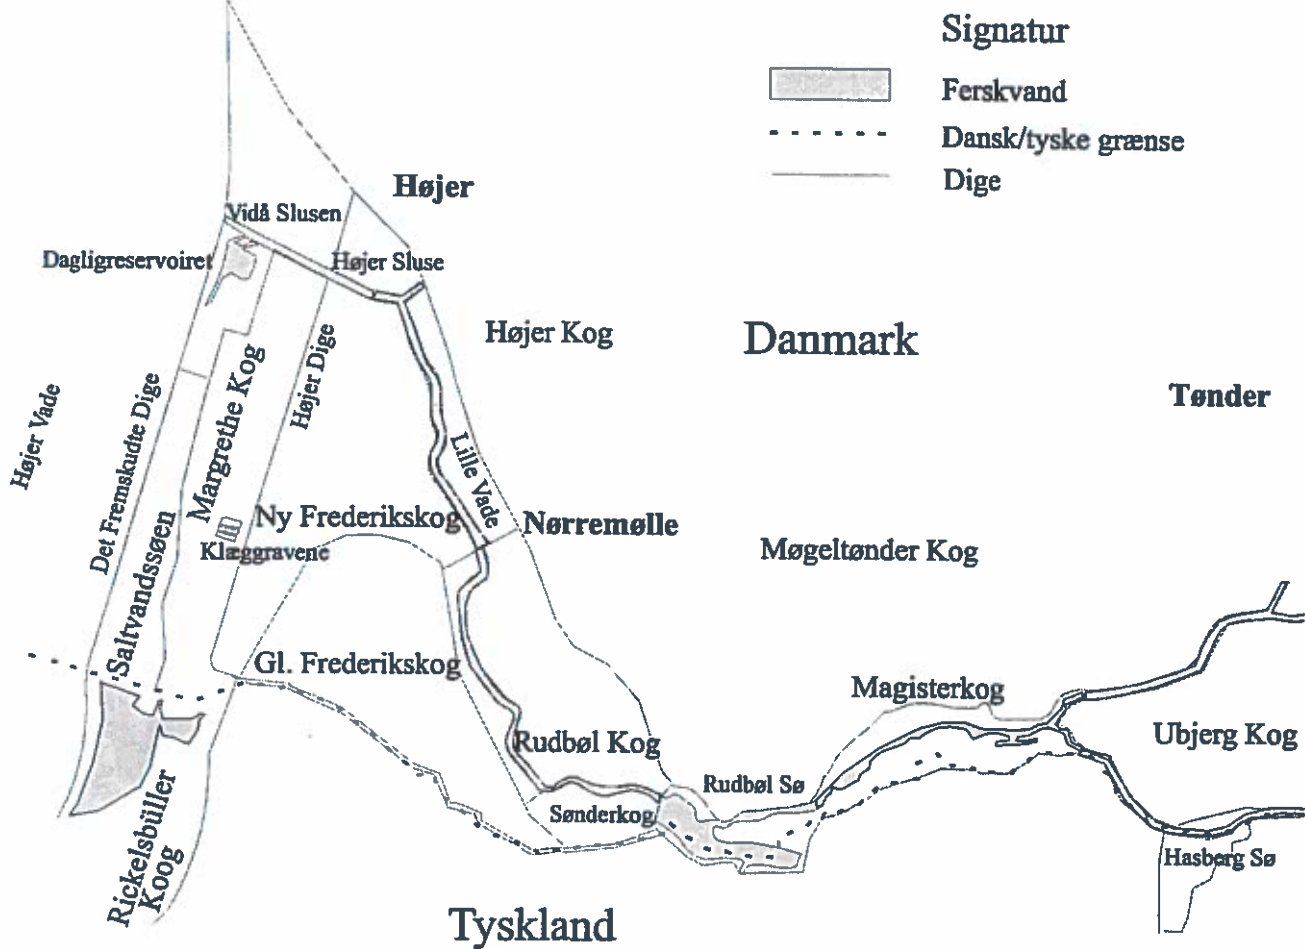 Signatur
Ferskvand
Dansk/tyske grænse
Dige
Højer
Vidå Slusen
Dagligreservoiret
Højer Sluse
Højer Kog
Danmark
Tønder
Højer Vade
Det Fremskudte Dige
Margrethe Kog
Højer Dige
Lille Vade
Saltvandssøen
Ny Frederikskog
Nørremølle
Klæggravene
Møgeltønder Kog
Gl. Frederikskog
Magisterkog
Rudbøl Kog
Ubjerg Kog
Rudbøl Sø
Sønderkog
Hasberg Sø
Rickelsbüller
Koog
Tyskland